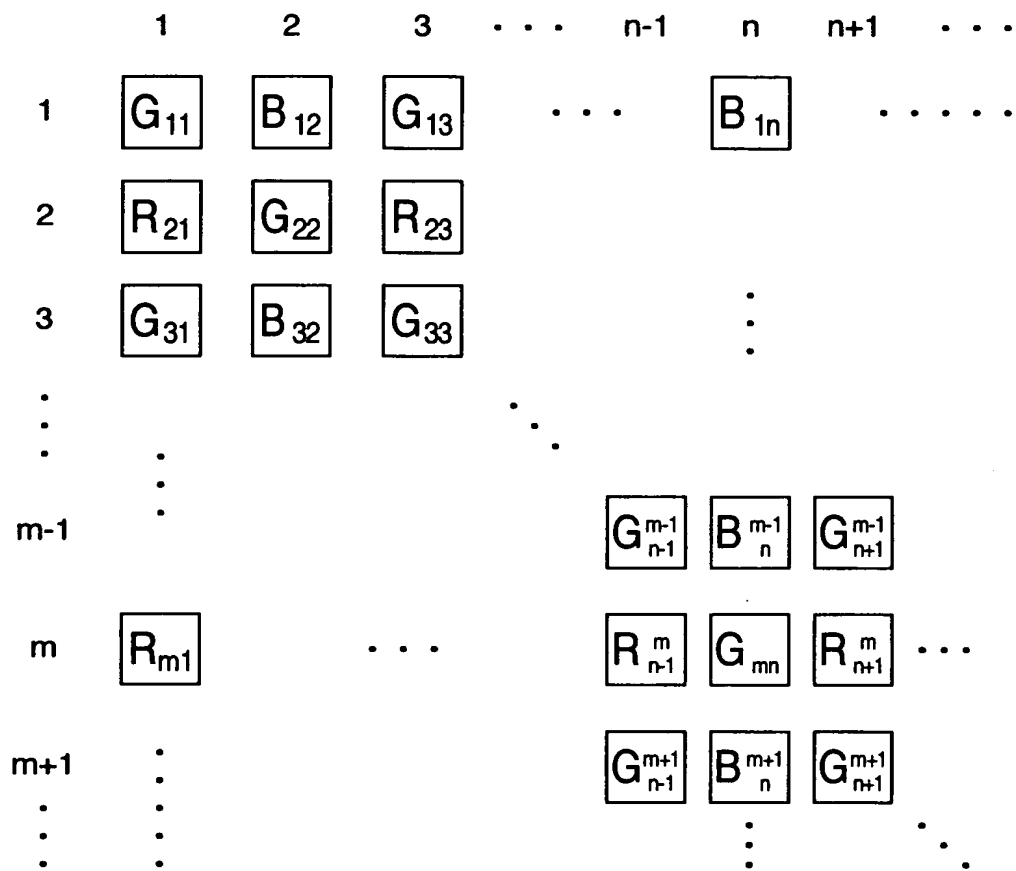 1 2 3 · · · n-1 n n+1 · · ·
1 G11 B12 G13 · · · B1n · · · · ·
2 R21 G22 R23
3 G31 B32 G33
m-1 G m-1 n-1 B m-1 n G m-1 n+1
m Rm1 · · · R m n-1 Gmn R m n+1 · · ·
m+1 G m+1 n-1 B m+1 n G m+1 n+1